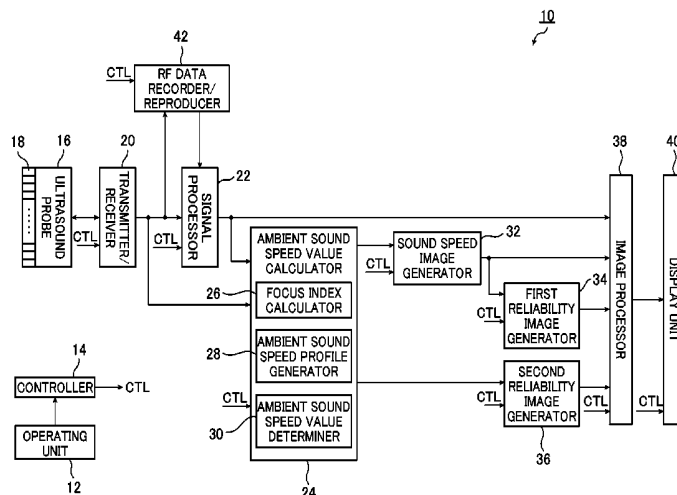 10
42
CTL
RF DATA
RECORDER/
REPRODUCER
18
16
20
22
38
40
ULTRASOUND
PROBE
CTL
TRANSMITTER/
RECEIVER
CTL
SIGNAL
PROCESSOR
AMBIENT SOUND
SPEED VALUE
CALCULATOR
CTL
SOUND SPEED
IMAGE
GENERATOR
32
26
FOCUS INDEX
CALCULATOR
34
CTL
FIRST
RELIABILITY
IMAGE
GENERATOR
IMAGE PROCESSOR
DISPLAY UNIT
28
AMBIENT SOUND
SPEED PROFILE
GENERATOR
14
CONTROLLER
CTL
CTL
30
AMBIENT SOUND
SPEED VALUE
DETERMINER
CTL
SECOND
RELIABILITY
IMAGE
GENERATOR
CTL
CTL
OPERATING
UNIT
12
24
36